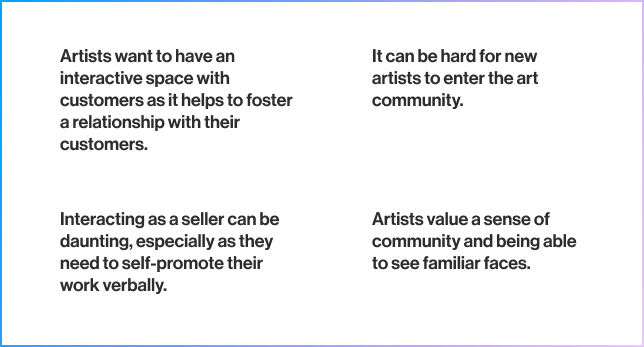 Artists want to have an
interactive space with
customers as it helps to foster
a relationship with their
customers.
It can be hard for new
artists to enter the art
community.
Interacting as a seller can be
daunting, especially as they
need to self-promote their
work verbally.
Artists value a sense of
community and being able
to see familiar faces.